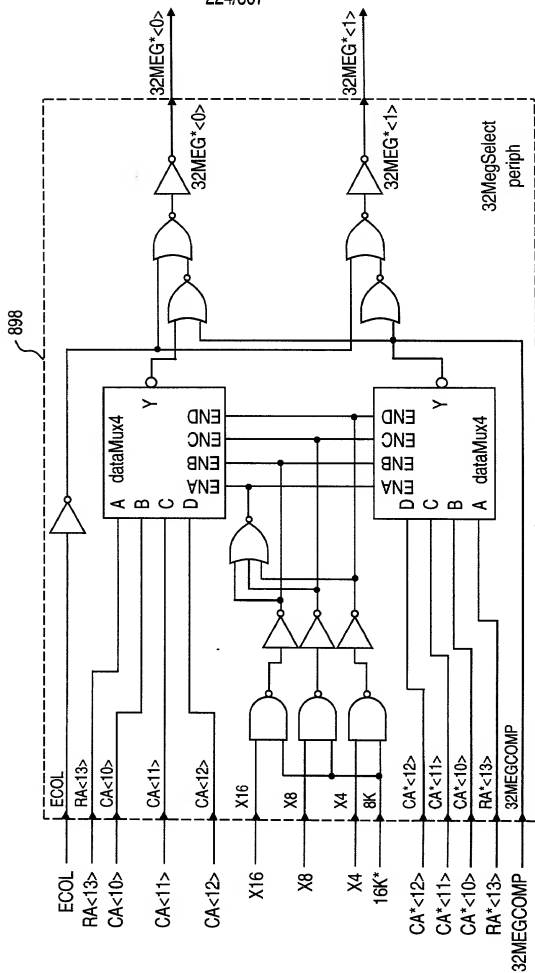 224/367
898
ECOL
ECOL
RA<13>
RA<13>
CA<10>
CA<10>
CA<11>
CA<11>
CA<12>
CA<12>
X16
X16
X8
X8
X4
X4
16K*
8K
CA*<12>
CA*<12>
CA*<11>
CA*<11>
CA*<10>
CA*<10>
RA*<13>
RA*<13>
32MEGCOMP
32MEGCOMP
A
B
C
D
dataMux4
Y
ENA
ENB
ENC
END
ENA
ENB
ENC
END
D
C
B
A
dataMux4
Y
32MEG*<0>
32MEG*<0>
32MEG*<1>
32MEG*<1>
32MegSelect
periph